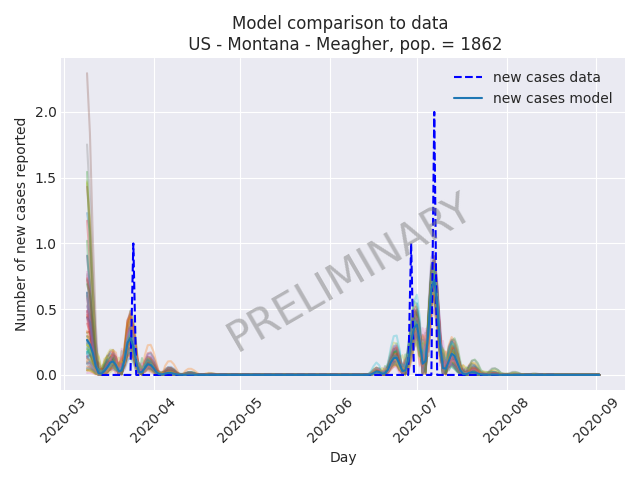 Model comparison to data
US - Montana - Meagher, pop. = 1862
new cases data
new cases model
Number of new cases reported
2.0
1.5
1.0
0.5
0.0
PRELIMINARY
2020-03
2020-04
2020-05
2020-06
2020-07
2020-08
2020-09
Day